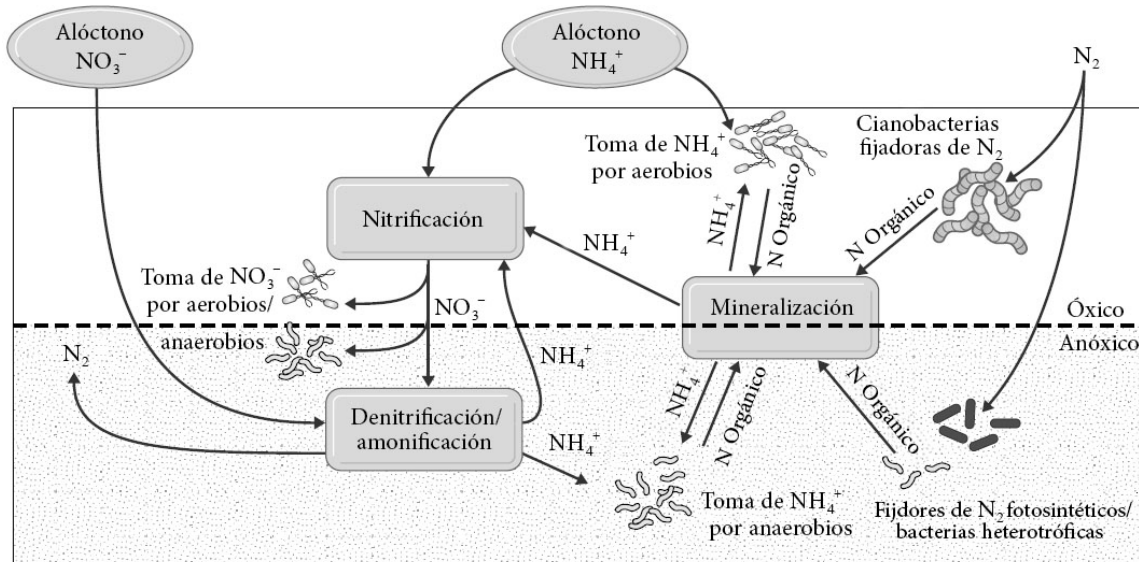 Alóctono
NO₃⁻
Alóctono
NH₄⁺
N₂
Toma de NH₄⁺
por aerobios
Cianobacterias
fijadoras de N₂
Nitrificación
NH₄⁺
NH₄⁺
N Orgánico
N Orgánico
Toma de NO₃⁻
por aerobios/
anaerobios
NO₃⁻
Mineralización
Óxico
Anóxico
N₂
NH₄⁺
NH₄⁺
N Orgánico
N Orgánico
Denitrificación/
amonificación
NH₄⁺
Toma de NH₄⁺
por anaerobios
Fijdores de N₂ fotosintéticos/
bacterias heterotróficas